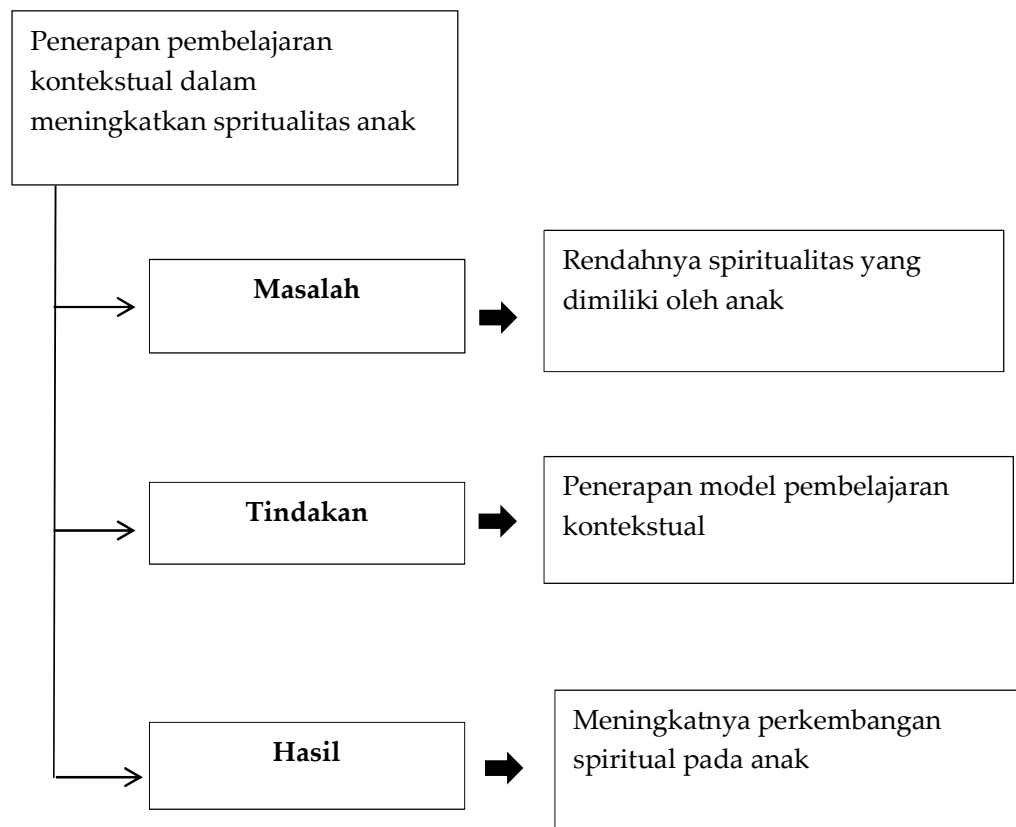 Penerapan pembelajaran
kontekstual dalam
meningkatkan spritualitas anak
Masalah
Rendahnya spiritualitas yang
dimiliki oleh anak
Tindakan
Penerapan model pembelajaran
kontekstual
Hasil
Meningkatnya perkembangan
spiritual pada anak